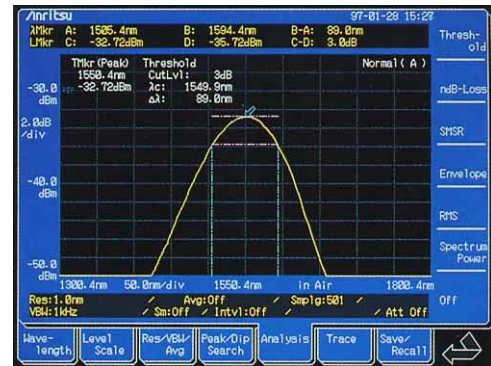 Anritsu 97-01-28 15:27
λMkr A: 1505.4nm B: 1594.4nm B-A: 89.0nm
LMkr C: -32.72dBm D: -35.72dBm C-D: 3.0dB
TMkr(Peak) Threshold Normal(A)
1550.4nm CutLvl: 3dB
-32.72dBm λc: 1549.9nm
Δλ: 89.0nm
-30.0
dBm
2.0dB
/div
-40.0
dBm
-50.0
dBm
1300.4nm 50.0nm/div 1550.4nm in Air 1800.4nm
Res:1.0nm / Avg:Off / Smplg:501 /
VBW:1kHz / Sm:Off / Intvl:Off / / Att Off
Thresh-
old
ndB-Loss
SMSR
Envelope
RMS
Spectrum
Power
Off
Wave-
length
Level
Scale
Res/VBW/
Avg
Peak/Dip
Search
Analysis
Trace
Save/
Recall